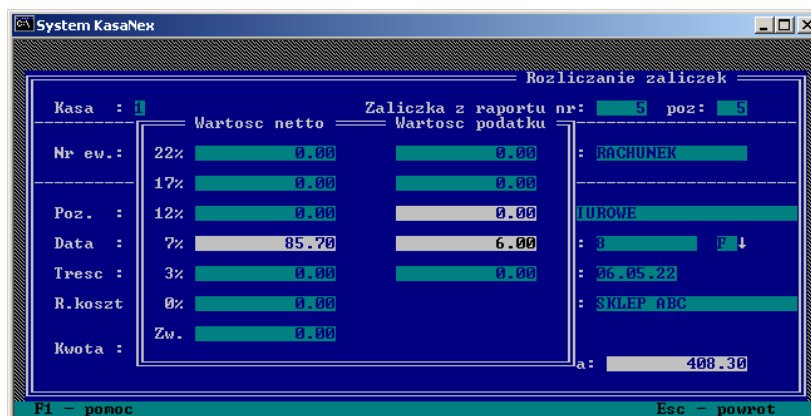 System KasaNex
Rozliczanie zaliczek
Kasa : 1 Zaliczka z raportu nr: 5 poz: 5
Wartosc netto Wartosc podatku
Nr ew.: 22% 0.00 0.00 : RACHUNEK
17% 0.00 0.00
Poz. : 12% 0.00 0.00 IUROWE
Data : 7% 85.70 6.00 : 8 F↓
Tresc : 3% 0.00 0.00 : 06.05.22
R.koszt 0% 0.00 : SKLEP ABC
Zw. 0.00
Kwota : a: 408.30
F1 - pomoc Esc - powrot